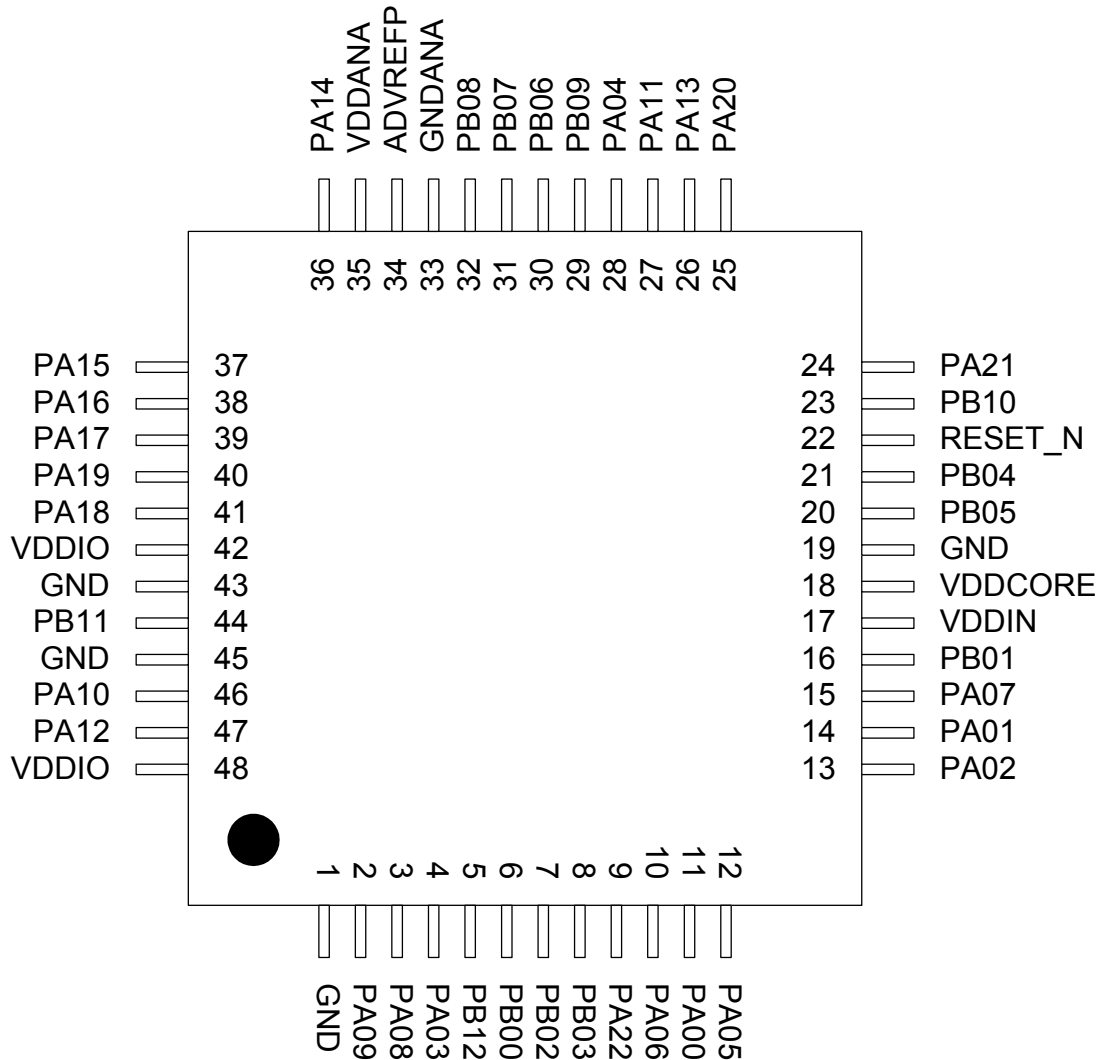 PA14
VDDANA
ADVREFP
GNDANA
PB08
PB07
PB06
PB09
PA04
PA11
PA13
PA20
36
35
34
33
32
31
30
29
28
27
26
25
PA15 37
PA16 38
PA17 39
PA19 40
PA18 41
VDDIO 42
GND 43
PB11 44
GND 45
PA10 46
PA12 47
VDDIO 48
24 PA21
23 PB10
22 RESET_N
21 PB04
20 PB05
19 GND
18 VDDCORE
17 VDDIN
16 PB01
15 PA07
14 PA01
13 PA02
1
2
3
4
5
6
7
8
9
10
11
12
GND
PA09
PA08
PA03
PB12
PB00
PB02
PB03
PA22
PA06
PA00
PA05